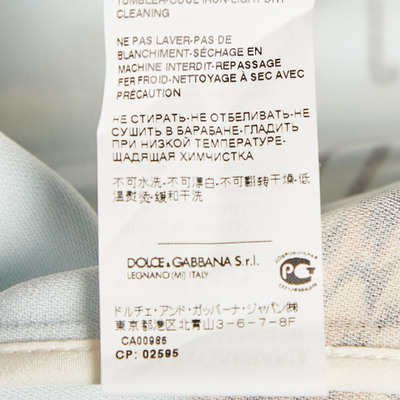 TUMBLER-COOL IRON-LIGHT DRY
CLEANING
NE PAS LAVER-PAS DE
BLANCHIMENT-SÉCHAGE EN
MACHINE INTERDIT-REPASSAGE
FER FROID-NETTOYAGE À SEC AVEC
PRÉCAUTION
НЕ СТИРАТЬ-НЕ ОТБЕЛИВАТЬ-НЕ
СУШИТЬ В БАРАБАНЕ-ГЛАДИТЬ
ПРИ НИЗКОЙ ТЕМПЕРАТУРЕ-
ЩАДЯЩАЯ ХИМЧИСТКА
不可水洗-不可漂白-不可翻转干燥-低
温熨烫-缓和干洗
DOLCE & GABBANA S.r.l.
LEGNANO (MI) ITALY
ДОБРОВОЛЬНАЯ
РСТ
СЕРТИФИКАЦИЯ
ドルチェ・アンド・ガッバーナ・ジャパン㈱
東京都港区北青山3-6-7-8F
CA00985
CP: 02595